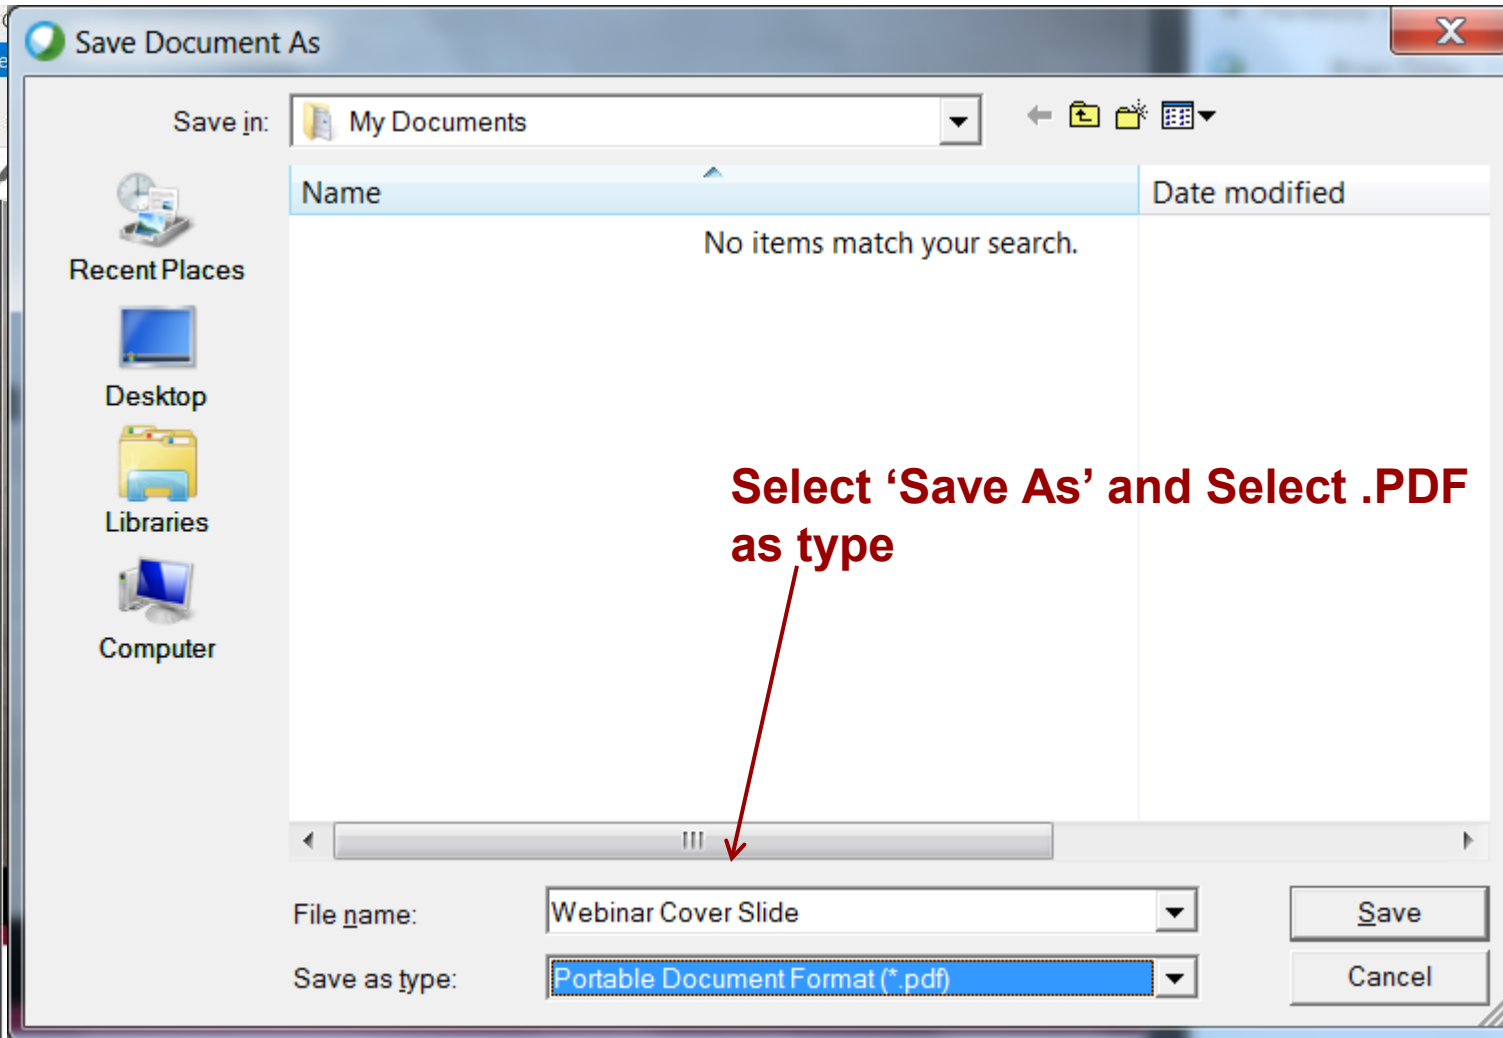 Save Document As
X
Save in: My Documents
Name Date modified
No items match your search.
Recent Places
Desktop
Libraries
Computer
Select ‘Save As’ and Select .PDF
as type
File name: Webinar Cover Slide Save
Save as type: Portable Document Format (*.pdf) Cancel